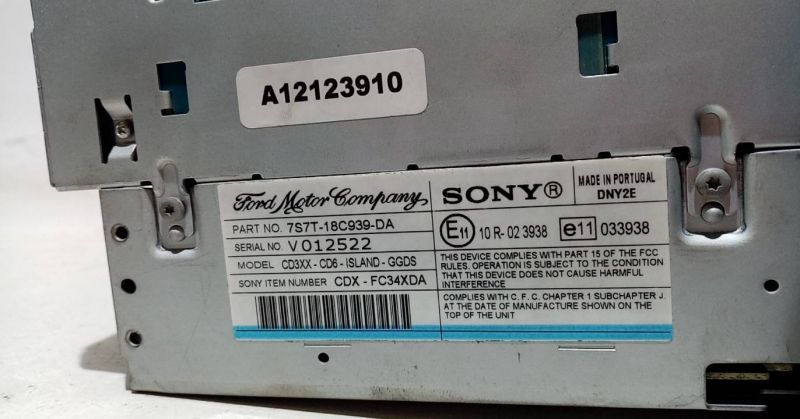 A12123910
Ford Motor Company
PART NO. 7S7T-18C939-DA
SERIAL NO. V 012522
MODEL CD3XX - CD6 - ISLAND - GGDS
SONY ITEM NUMBER CDX - FC34XDA
SONY®
MADE IN PORTUGAL
DNY2E
E11 10 R- 02 3938 e11 033938
THIS DEVICE COMPLIES WITH PART 15 OF THE FCC
RULES. OPERATION IS SUBJECT TO THE CONDITION
THAT THIS DEVICE DOES NOT CAUSE HARMFUL
INTERFERENCE
COMPLIES WITH C. F. C. CHAPTER 1 SUBCHAPTER J.
AT THE DATE OF MANUFACTURE SHOWN ON THE
TOP OF THE UNIT